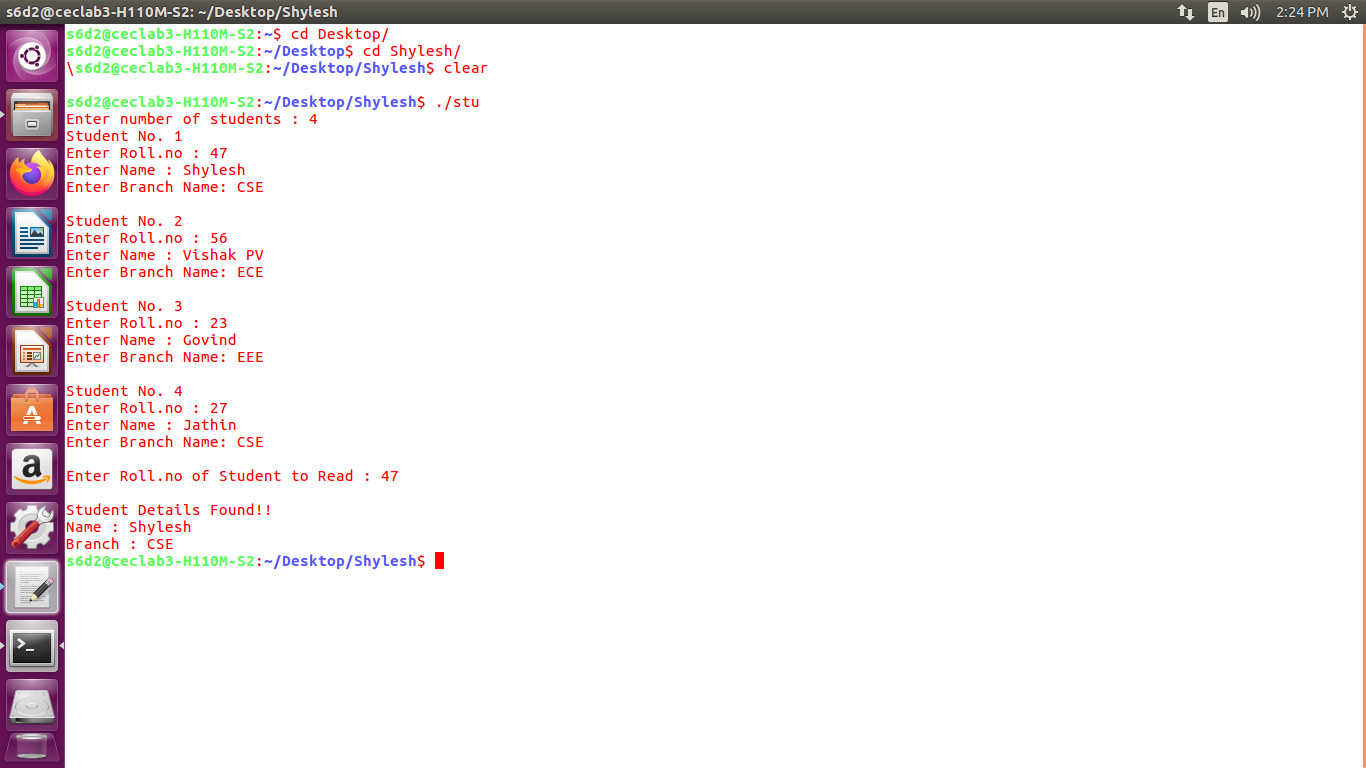 s6d2@ceclab3-H110M-S2: ~/Desktop/Shylesh
En
2:24 PM
s6d2@ceclab3-H110M-S2:~$ cd Desktop/
s6d2@ceclab3-H110M-S2:~/Desktop$ cd Shylesh/
\s6d2@ceclab3-H110M-S2:~/Desktop/Shylesh$ clear
s6d2@ceclab3-H110M-S2:~/Desktop/Shylesh$ ./stu
Enter number of students : 4
Student No. 1
Enter Roll.no : 47
Enter Name : Shylesh
Enter Branch Name: CSE
Student No. 2
Enter Roll.no : 56
Enter Name : Vishak PV
Enter Branch Name: ECE
Student No. 3
Enter Roll.no : 23
Enter Name : Govind
Enter Branch Name: EEE
Student No. 4
Enter Roll.no : 27
Enter Name : Jathin
Enter Branch Name: CSE
Enter Roll.no of Student to Read : 47
Student Details Found!!
Name : Shylesh
Branch : CSE
s6d2@ceclab3-H110M-S2:~/Desktop/Shylesh$